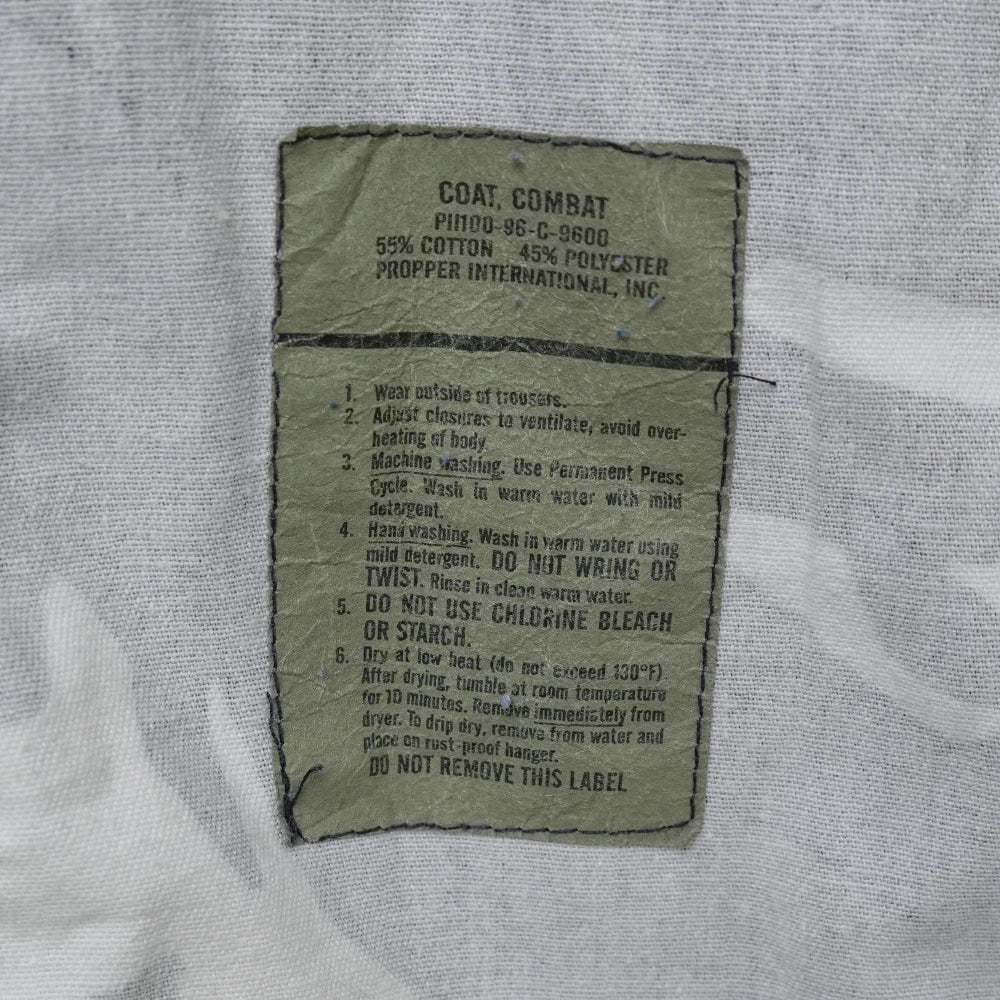 COAT, COMBAT
PI1100-96-C-9600
55% COTTON 45% POLYESTER
PROPPER INTERNATIONAL, INC
1. Wear outside of trousers.
2. Adjust closures to ventilate, avoid over-
heating of body.
3. Machine washing. Use Permanent Press
Cycle. Wash in warm water with mild
detergent.
4. Hand washing. Wash in warm water using
mild detergent. DO NOT WRING OR
TWIST. Rinse in clean warm water.
5. DO NOT USE CHLORINE BLEACH
OR STARCH.
6. Dry at low heat (do not exceed 130°F)
After drying, tumble at room temperature
for 10 minutes. Remove immediately from
dryer. To drip dry, remove from water and
place on rust-proof hanger.
DO NOT REMOVE THIS LABEL